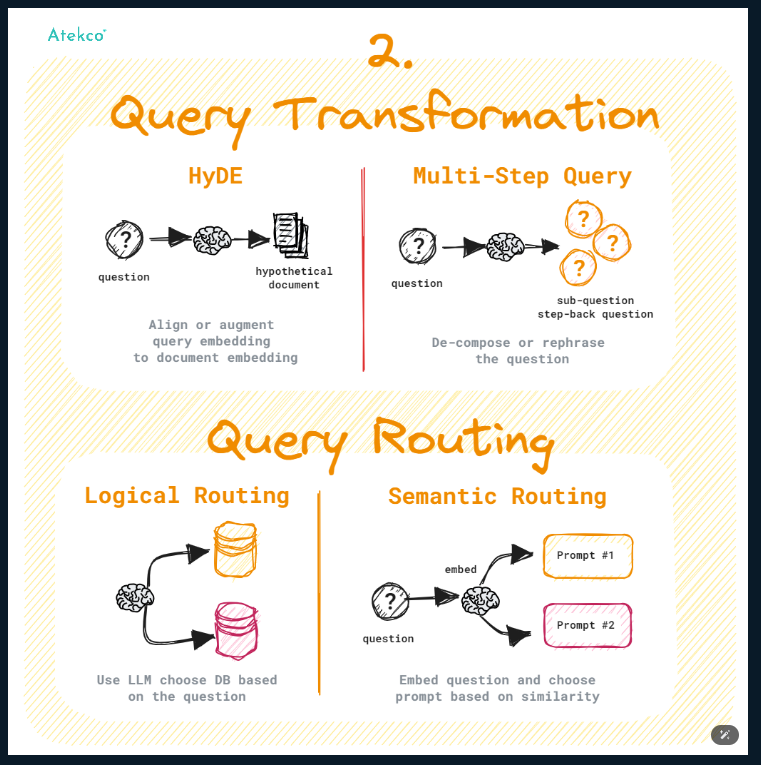 Atekco
2.
Query Transformation
HyDE
?
question
hypothetical
document
Align or augment
query embedding
to document embedding
Multi-Step Query
?
question
?
?
?
sub-question
step-back question
De-compose or rephrase
the question
Query Routing
Logical Routing
Use LLM choose DB based
on the question
Semantic Routing
?
question
embed
Prompt #1
Prompt #2
Embed question and choose
prompt based on similarity